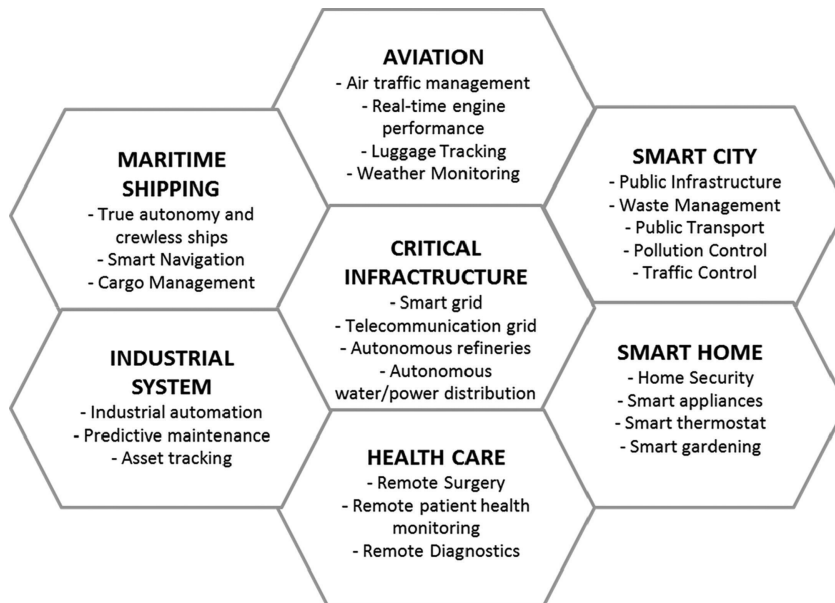 AVIATION
- Air traffic management
- Real-time engine
performance
- Luggage Tracking
- Weather Monitoring
MARITIME
SHIPPING
- True autonomy and
crewless ships
- Smart Navigation
- Cargo Management
SMART CITY
- Public Infrastructure
- Waste Management
- Public Transport
- Pollution Control
- Traffic Control
CRITICAL
INFRACTRUCTURE
- Smart grid
- Telecommunication grid
- Autonomous refineries
- Autonomous
water/power distribution
INDUSTRIAL
SYSTEM
- Industrial automation
- Predictive maintenance
- Asset tracking
SMART HOME
- Home Security
- Smart appliances
- Smart thermostat
- Smart gardening
HEALTH CARE
- Remote Surgery
- Remote patient health
monitoring
- Remote Diagnostics